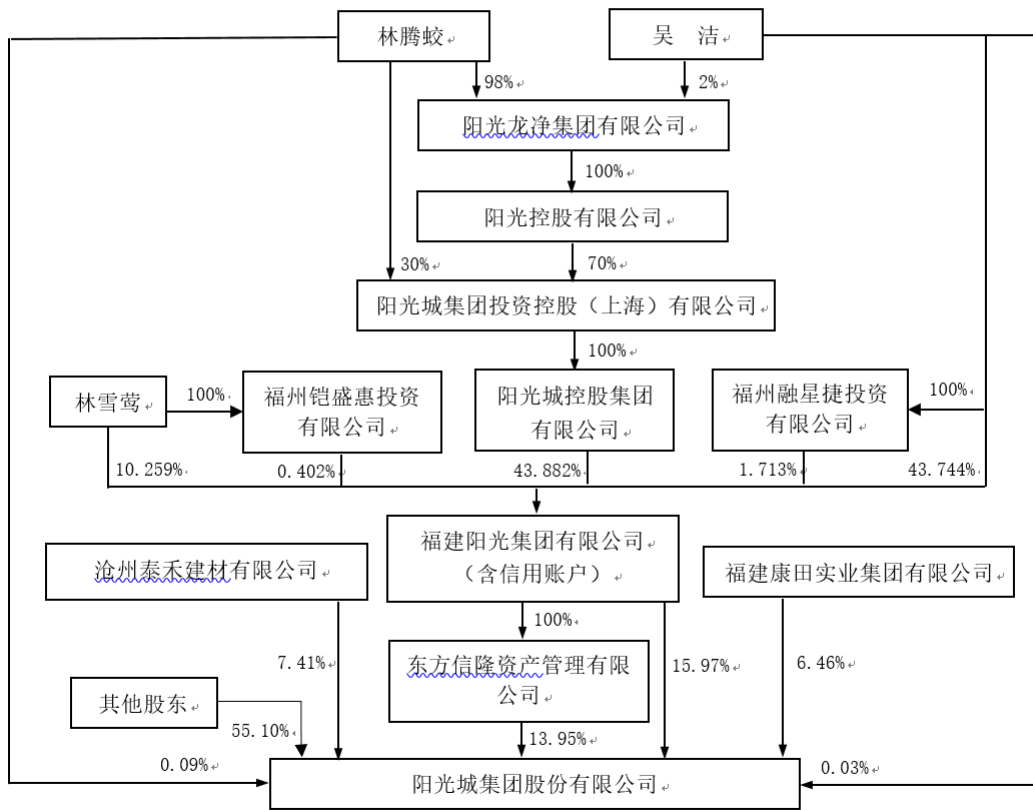 林腾蛟
吴　洁
98%
2%
阳光龙净集团有限公司
100%
阳光控股有限公司
30%
70%
阳光城集团投资控股（上海）有限公司
100%
林雪莺
100%
福州铠盛惠投资
有限公司
阳光城控股集团
有限公司
福州融星捷投资
有限公司
100%
10.259%
0.402%
43.882%
1.713%
43.744%
福建阳光集团有限公司
（含信用账户）
沧州泰禾建材有限公司
福建康田实业集团有限公司
100%
7.41%
东方信隆资产管理有限
公司
15.97%
6.46%
其他股东
55.10%
13.95%
0.09%
阳光城集团股份有限公司
0.03%